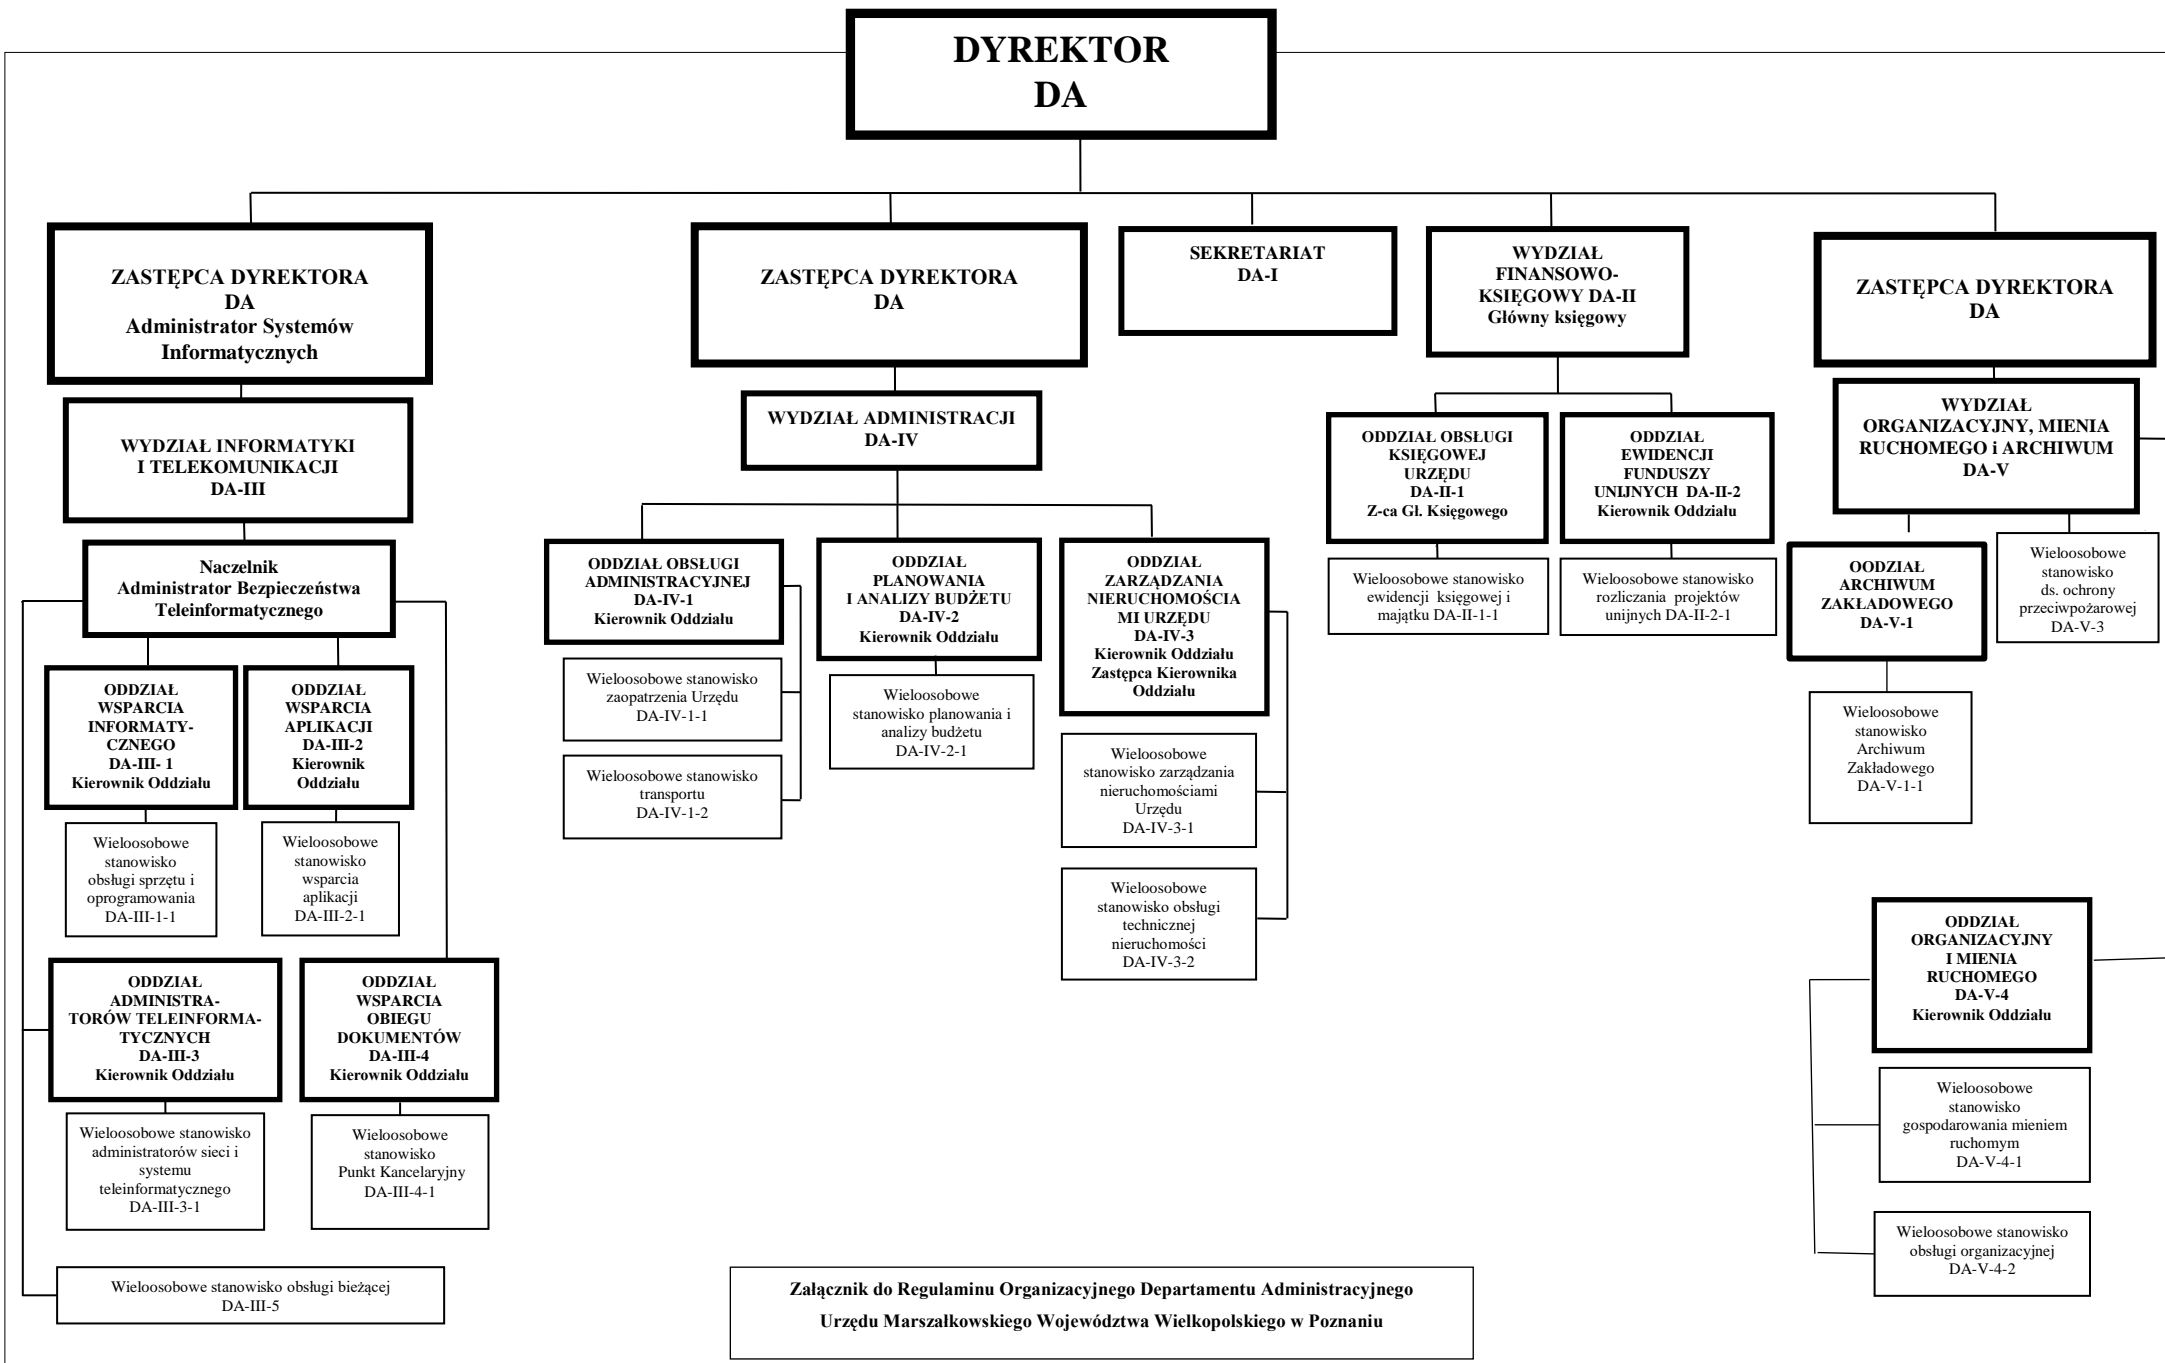 DYREKTOR
DA
ZASTĘPCA DYREKTORA
DA
Administrator Systemów
Informatycznych
ZASTĘPCA DYREKTORA
DA
SEKRETARIAT
DA-I
WYDZIAŁ
FINANSOWO-
KSIĘGOWY DA-II
Główny księgowy
ZASTĘPCA DYREKTORA
DA
WYDZIAŁ INFORMATYKI
I TELEKOMUNIKACJI
DA-III
WYDZIAŁ ADMINISTRACJI
DA-IV
ODDZIAŁ OBSŁUGI
KSIĘGOWEJ
URZĘDU
DA-II-1
Z-ca Gł. Księgowego
ODDZIAŁ
EWIDENCJI
FUNDUSZY
UNIJNYCH DA-II-2
Kierownik Oddziału
WYDZIAŁ
ORGANIZACYJNY, MIENIA
RUCHOMEGO i ARCHIWUM
DA-V
Naczelnik
Administrator Bezpieczeństwa
Teleinformatycznego
ODDZIAŁ OBSŁUGI
ADMINISTRACYJNEJ
DA-IV-1
Kierownik Oddziału
ODDZIAŁ
PLANOWANIA
I ANALIZY BUDŻETU
DA-IV-2
Kierownik Oddziału
ODDZIAŁ
ZARZĄDZANIA
NIERUCHOMOŚCIA
MI URZĘDU
DA-IV-3
Kierownik Oddziału
Zastępca Kierownika
Oddziału
Wieloosobowe stanowisko
ewidencji księgowej i
majątku DA-II-1-1
Wieloosobowe stanowisko
rozliczania projektów
unijnych DA-II-2-1
OODZIAŁ
ARCHIWUM
ZAKŁADOWEGO
DA-V-1
Wieloosobowe
stanowisko
ds. ochrony
przeciwpożarowej
DA-V-3
ODDZIAŁ
WSPARCIA
INFORMATY-
CZNEGO
DA-III- 1
Kierownik Oddziału
ODDZIAŁ
WSPARCIA
APLIKACJI
DA-III-2
Kierownik
Oddziału
Wieloosobowe stanowisko
zaopatrzenia Urzędu
DA-IV-1-1
Wieloosobowe
stanowisko planowania i
analizy budżetu
DA-IV-2-1
Wieloosobowe stanowisko
transportu
DA-IV-1-2
Wieloosobowe
stanowisko zarządzania
nieruchomościami
Urzędu
DA-IV-3-1
Wieloosobowe
stanowisko
Archiwum
Zakładowego
DA-V-1-1
Wieloosobowe
stanowisko
obsługi sprzętu i
oprogramowania
DA-III-1-1
Wieloosobowe
stanowisko
wsparcia
aplikacji
DA-III-2-1
Wieloosobowe
stanowisko obsługi
technicznej
nieruchomości
DA-IV-3-2
ODDZIAŁ
ORGANIZACYJNY
I MIENIA
RUCHOMEGO
DA-V-4
Kierownik Oddziału
ODDZIAŁ
ADMINISTRA-
TORÓW TELEINFORMA-
TYCZNYCH
DA-III-3
Kierownik Oddziału
ODDZIAŁ
WSPARCIA
OBIEGU
DOKUMENTÓW
DA-III-4
Kierownik Oddziału
Wieloosobowe stanowisko
administratorów sieci i
systemu
teleinformatycznego
DA-III-3-1
Wieloosobowe
stanowisko
Punkt Kancelaryjny
DA-III-4-1
Wieloosobowe
stanowisko
gospodarowania mieniem
ruchomym
DA-V-4-1
Wieloosobowe stanowisko
obsługi organizacyjnej
DA-V-4-2
Wieloosobowe stanowisko obsługi bieżącej
DA-III-5
Załącznik do Regulaminu Organizacyjnego Departamentu Administracyjnego
Urzędu Marszałkowskiego Województwa Wielkopolskiego w Poznaniu